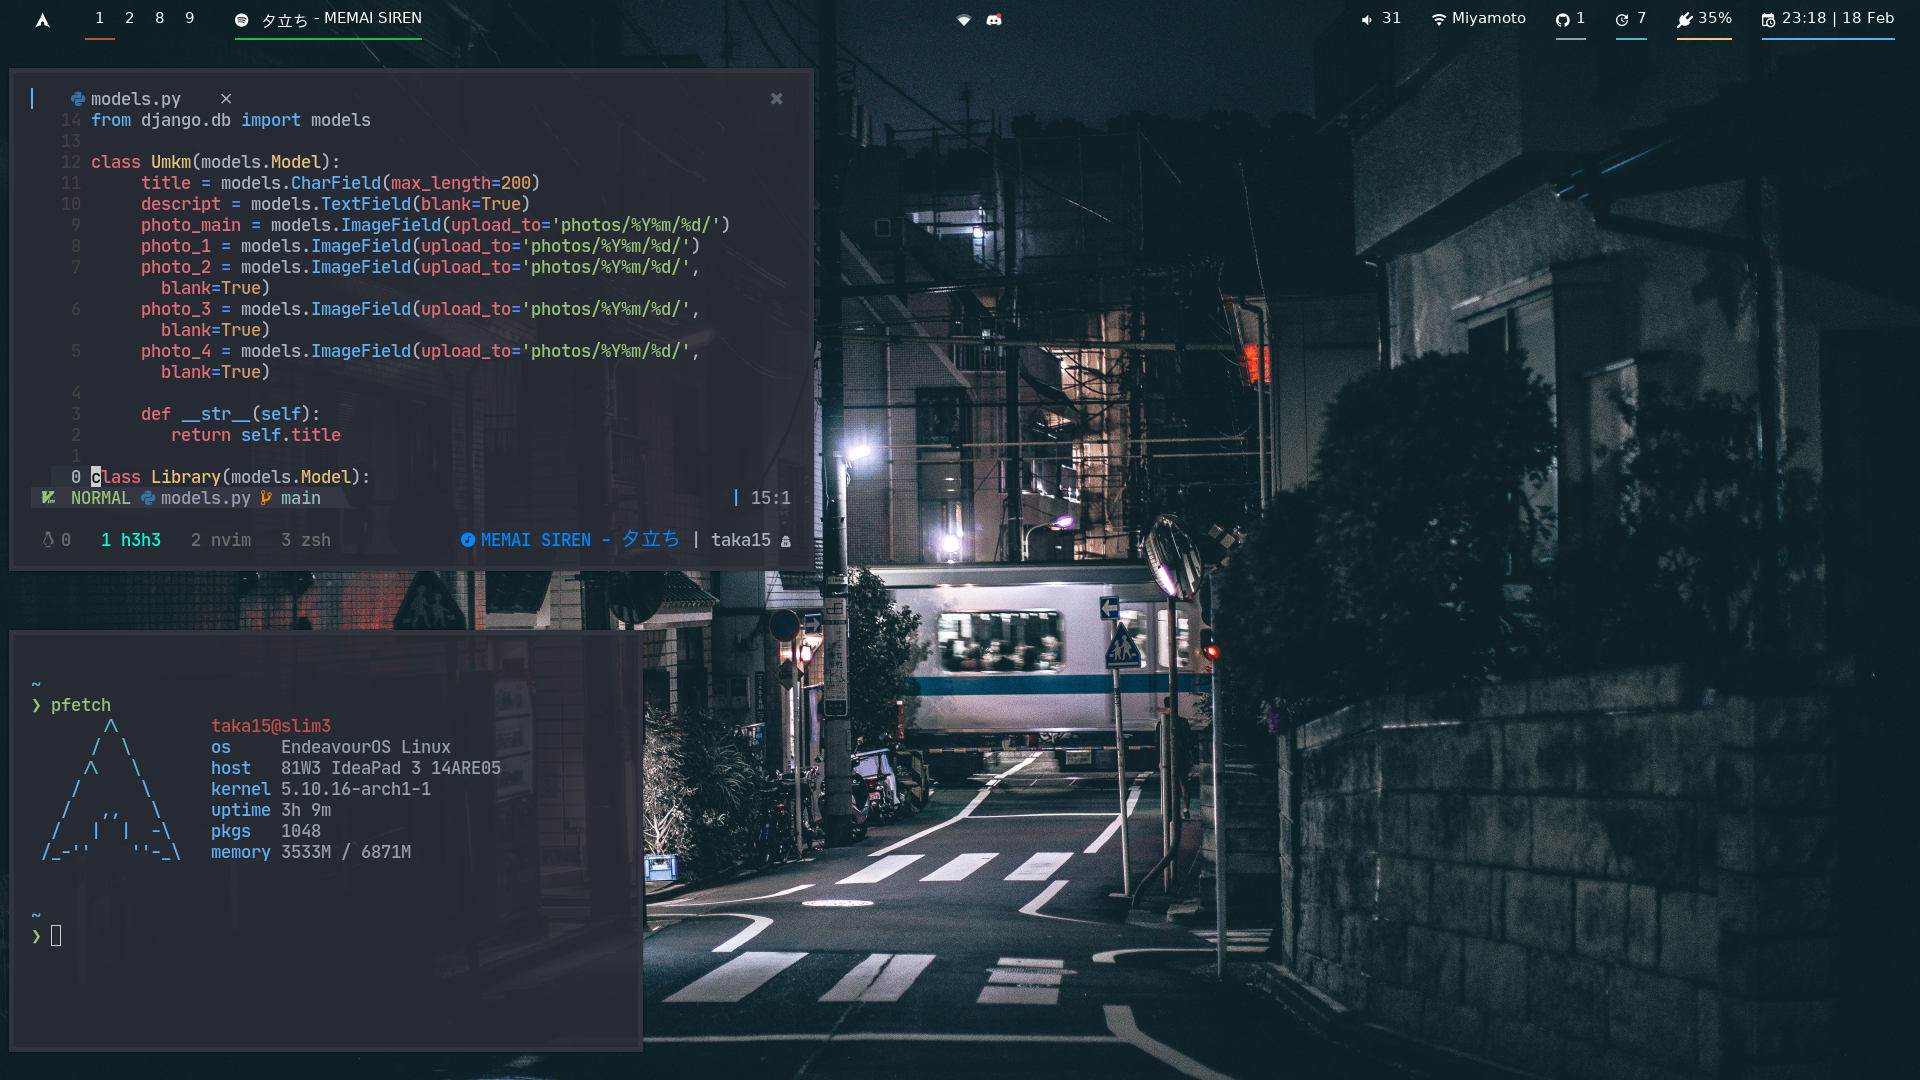 1 2 8 9 夕立ち - MEMAI SIREN 31 Miyamoto 1 7 35% 23:18 | 18 Feb
models.py ×
14 from django.db import models
13
12 class Umkm(models.Model):
11 title = models.CharField(max_length=200)
10 descript = models.TextField(blank=True)
9 photo_main = models.ImageField(upload_to='photos/%Y%m/%d/')
8 photo_1 = models.ImageField(upload_to='photos/%Y%m/%d/')
7 photo_2 = models.ImageField(upload_to='photos/%Y%m/%d/',
blank=True)
6 photo_3 = models.ImageField(upload_to='photos/%Y%m/%d/',
blank=True)
5 photo_4 = models.ImageField(upload_to='photos/%Y%m/%d/',
blank=True)
4
3 def __str__(self):
2 return self.title
1
0 class Library(models.Model):
NORMAL models.py main 15:1
0 1 h3h3 2 nvim 3 zsh MEMAI SIREN - 夕立ち | taka15
~
❯ pfetch
/\ taka15@slim3
/ \ os EndeavourOS Linux
/\ \ host 81W3 IdeaPad 3 14ARE05
/ \ kernel 5.10.16-arch1-1
/ ,, \ uptime 3h 9m
/ | | -\ pkgs 1048
/_-'' ''-_\ memory 3533M / 6871M
~
❯